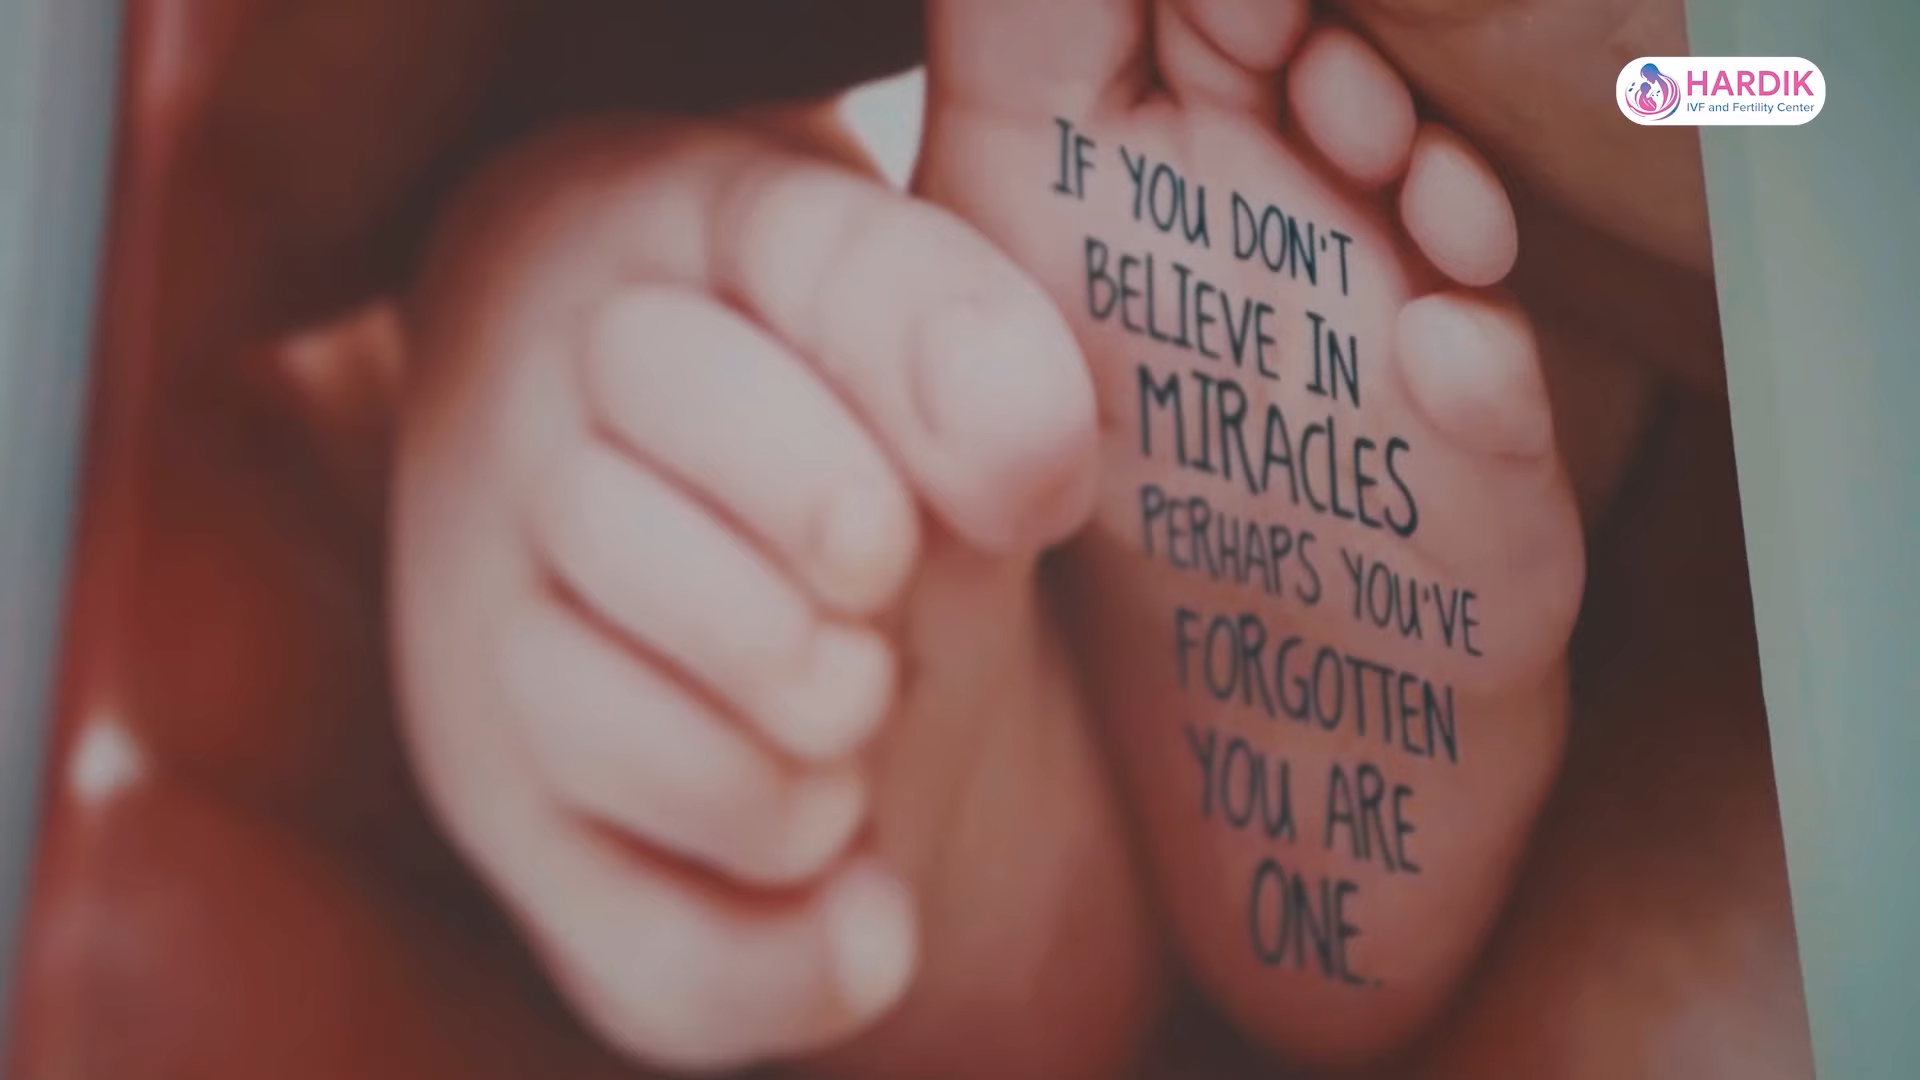 HARDIK
IVF and Fertility Center
IF YOU DON'T
BELIEVE IN
MIRACLES
PERHAPS YOU'VE
FORGOTTEN
YOU ARE
ONE.